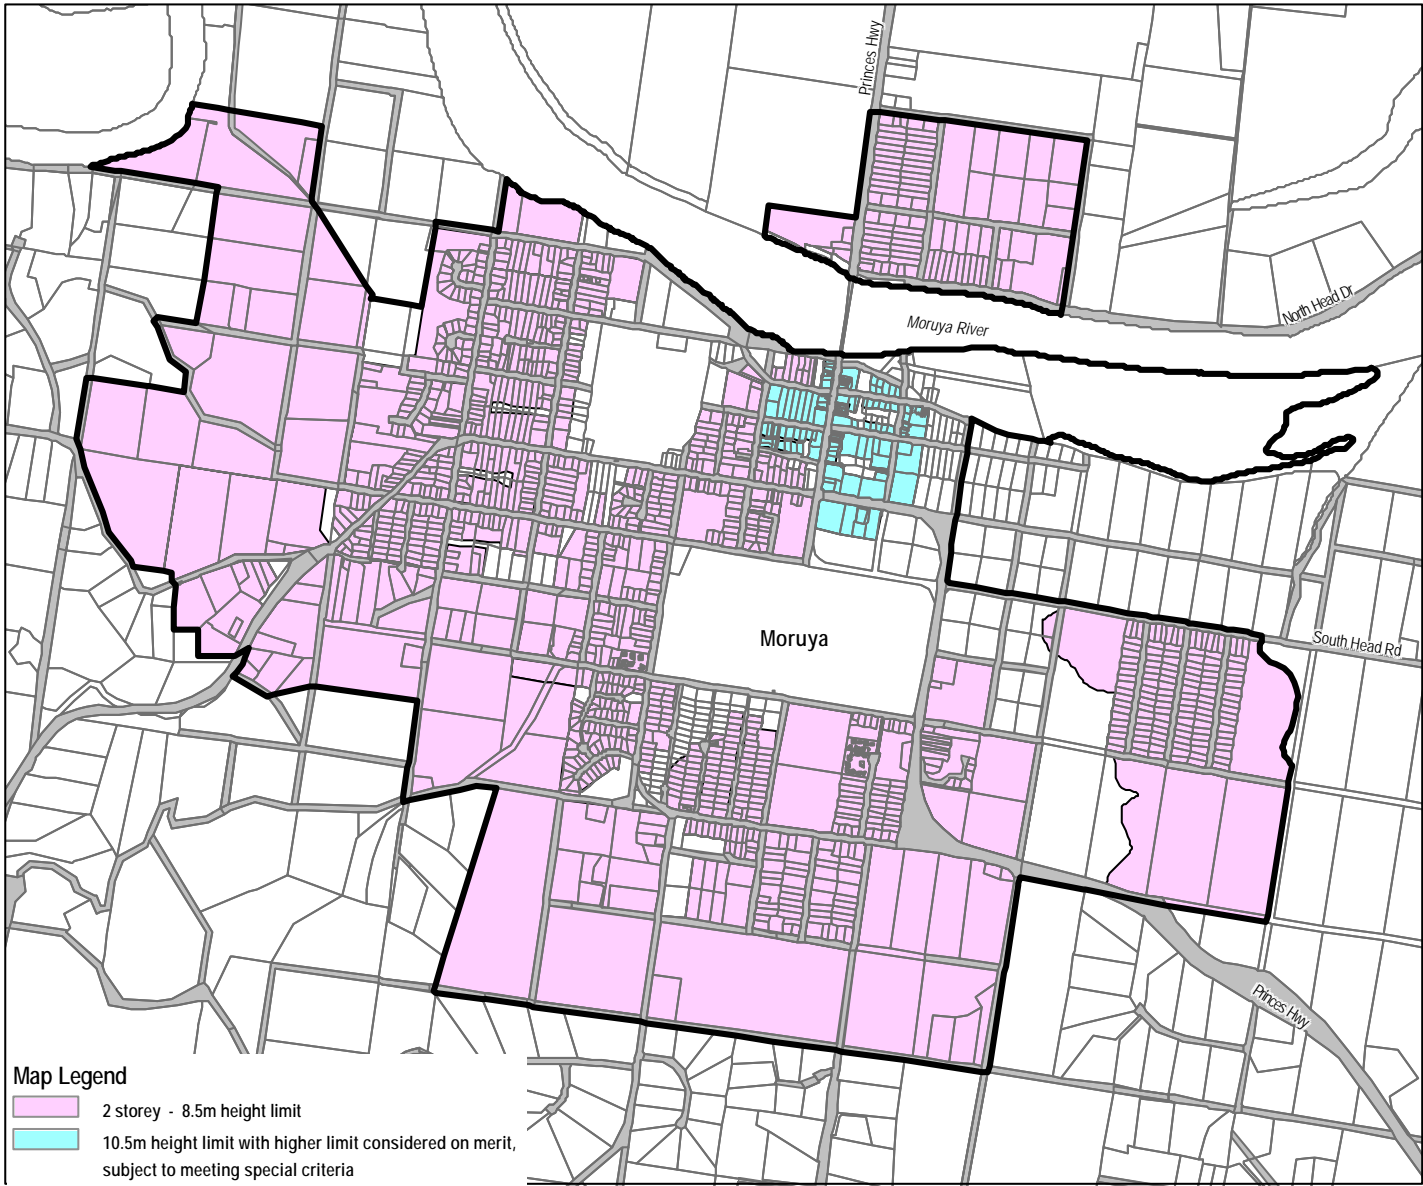 Princes Hwy
Moruya River
North Head Dr
Moruya
South Head Rd
Princes Hwy
Map Legend
2 storey - 8.5m height limit
10.5m height limit with higher limit considered on merit,
subject to meeting special criteria